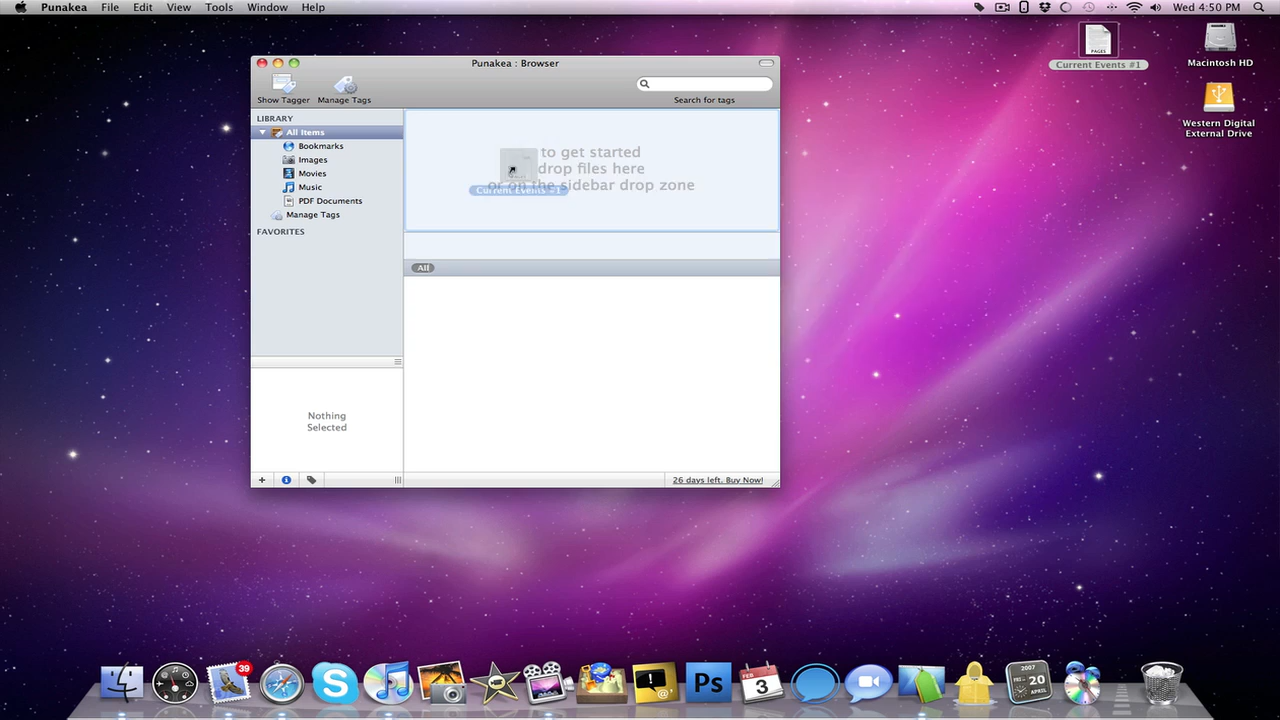 Punakea File Edit View Tools Window Help
Wed 4:50 PM
PAGES
Current Events #1
Macintosh HD
Western Digital
External Drive
Punakea : Browser
Show Tagger
Manage Tags
Search for tags
LIBRARY
All Items
Bookmarks
Images
Movies
Music
PDF Documents
Manage Tags
FAVORITES
to get started
drop files here
or on the sidebar drop zone
Current Events #1
All
Nothing
Selected
26 days left. Buy Now!
39
Ps
FEB
3
2007
FRI
20
APRIL